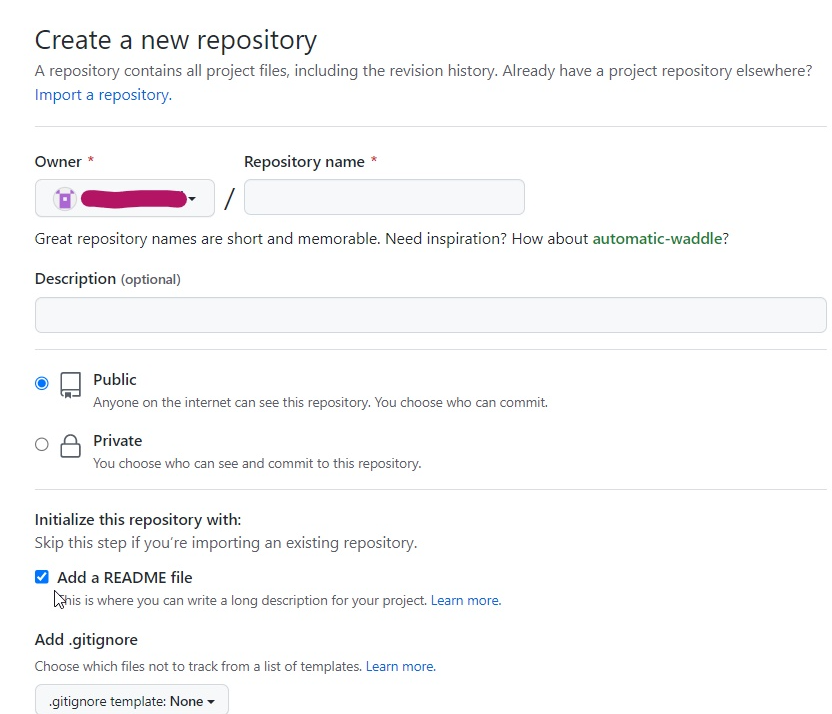 Create a new repository
A repository contains all project files, including the revision history. Already have a project repository elsewhere?
Import a repository.
Owner * Repository name *
/
Great repository names are short and memorable. Need inspiration? How about automatic-waddle?
Description (optional)
Public
Anyone on the internet can see this repository. You choose who can commit.
Private
You choose who can see and commit to this repository.
Initialize this repository with:
Skip this step if you’re importing an existing repository.
Add a README file
This is where you can write a long description for your project. Learn more.
Add .gitignore
Choose which files not to track from a list of templates. Learn more.
.gitignore template: None